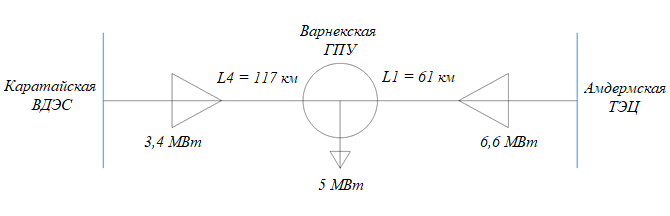 Варнекская
ГПУ
Каратайская
ВДЭС
L4 = 117 км
L1 = 61 км
Амдермская
ТЭЦ
3,4 МВт
6,6 МВт
5 МВт